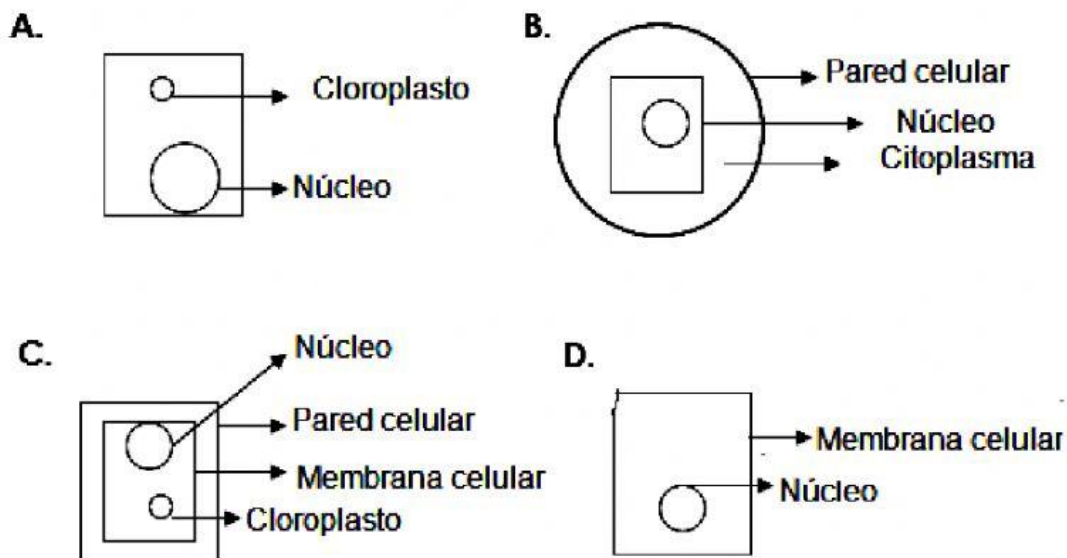 A.
Cloroplasto
Núcleo
B.
Pared celular
Núcleo
Citoplasma
C.
Núcleo
Pared celular
Membrana celular
Cloroplasto
D.
Membrana celular
Núcleo